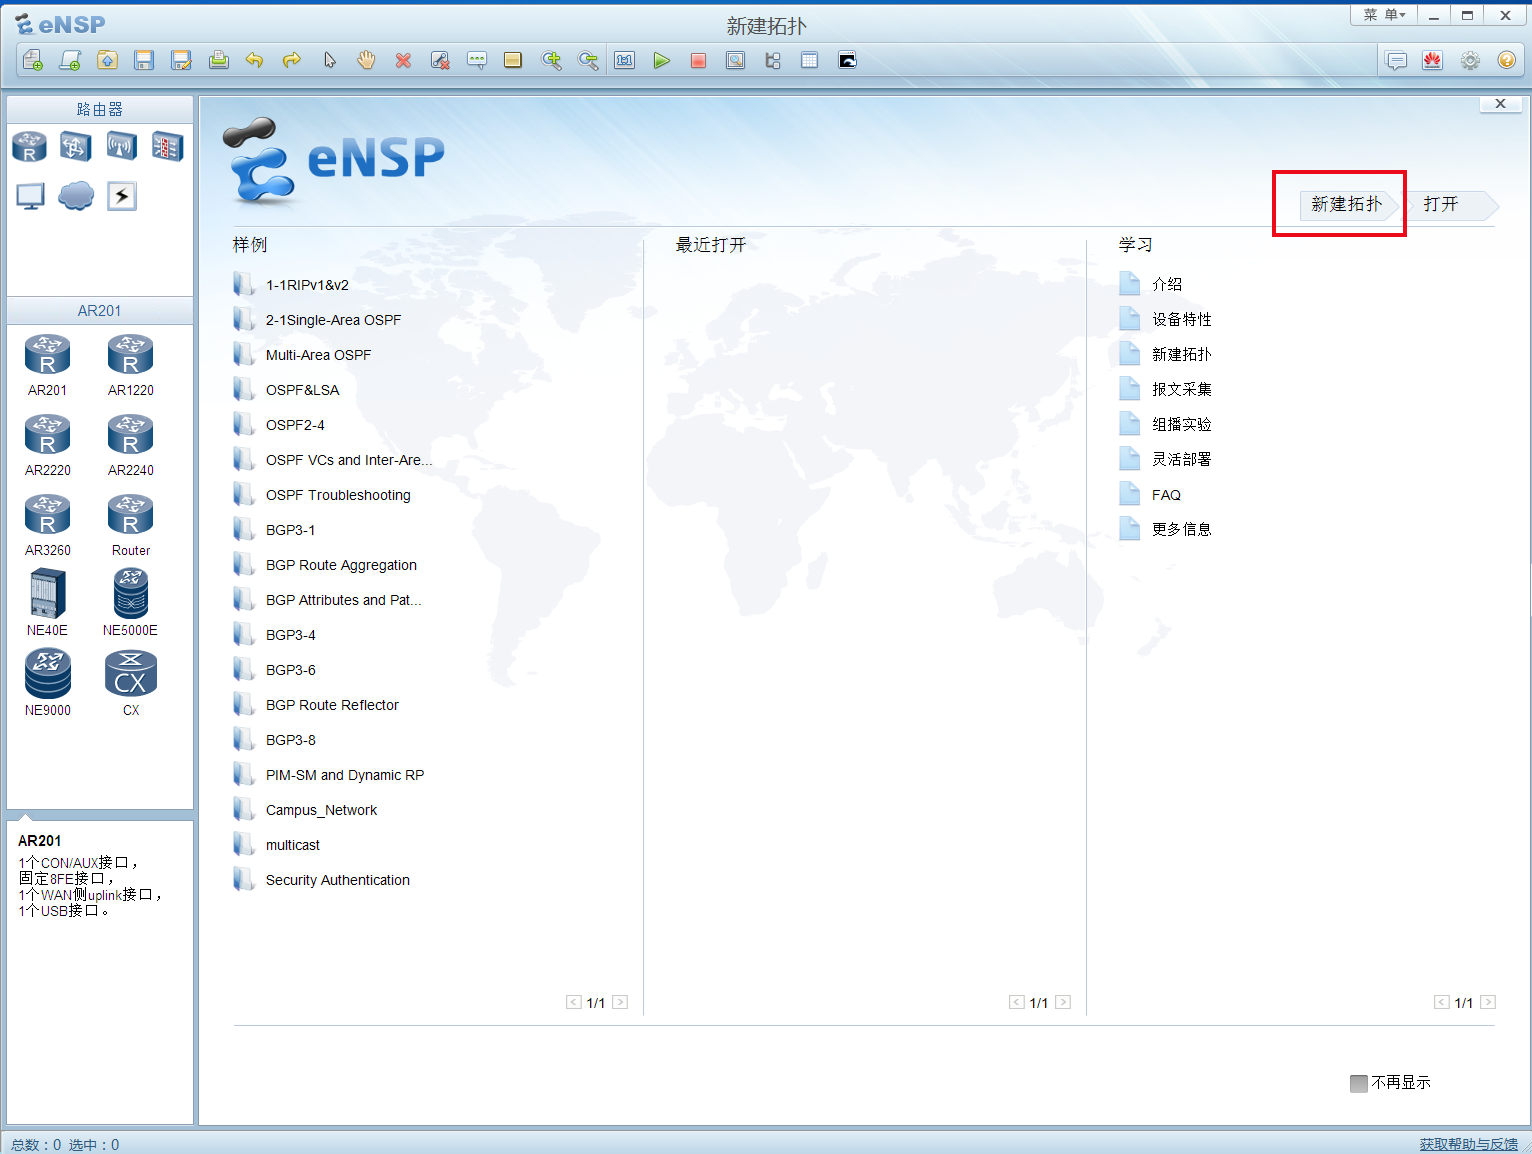 eNSP
新建拓扑
菜 单
路由器
R
1:1
eNSP
新建拓扑
打开
样例
1-1RIPv1&v2
2-1Single-Area OSPF
Multi-Area OSPF
OSPF&LSA
OSPF2-4
OSPF VCs and Inter-Are...
OSPF Troubleshooting
BGP3-1
BGP Route Aggregation
BGP Attributes and Pat...
BGP3-4
BGP3-6
BGP Route Reflector
BGP3-8
PIM-SM and Dynamic RP
Campus_Network
multicast
Security Authentication
1/1
最近打开
1/1
学习
介绍
设备特性
新建拓扑
报文采集
组播实验
灵活部署
FAQ
更多信息
1/1
不再显示
AR201
R R
AR201 AR1220
R R
AR2220 AR2240
R R
AR3260 Router
NE40E NE5000E
CX
NE9000 CX
AR201
1个CON/AUX接口，
固定8FE接口，
1个WAN侧uplink接口，
1个USB接口。
总数：0 选中：0
获取帮助与反馈